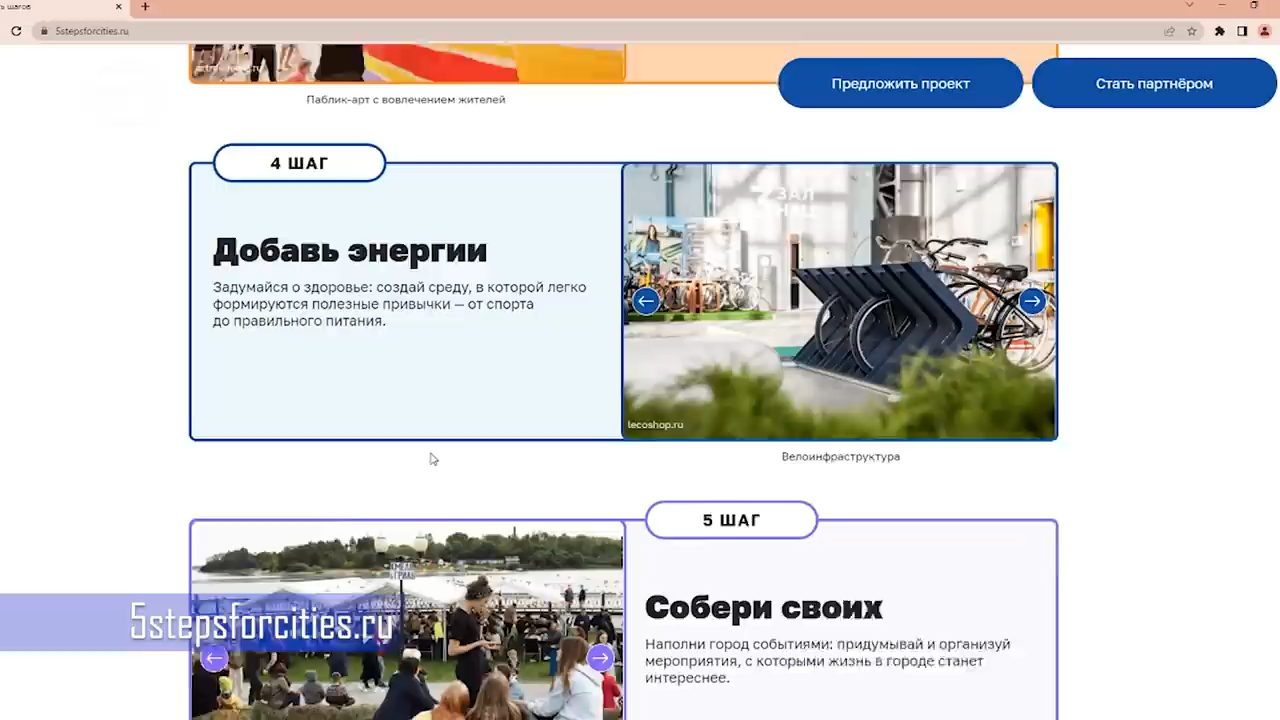 ь шагов
5stepsforcities.ru
Предложить проект
Стать партнёром
Паблик-арт с вовлечением жителей
4 ШАГ
Добавь энергии
Задумайся о здоровье: создай среду, в которой легко
формируются полезные привычки — от спорта
до правильного питания.
ЗАЛ
lecoshop.ru
Велоинфраструктура
5 ШАГ
Собери своих
Наполни город событиями: придумывай и организуй
мероприятия, с которыми жизнь в городе станет
интереснее.
5stepsforcities.ru